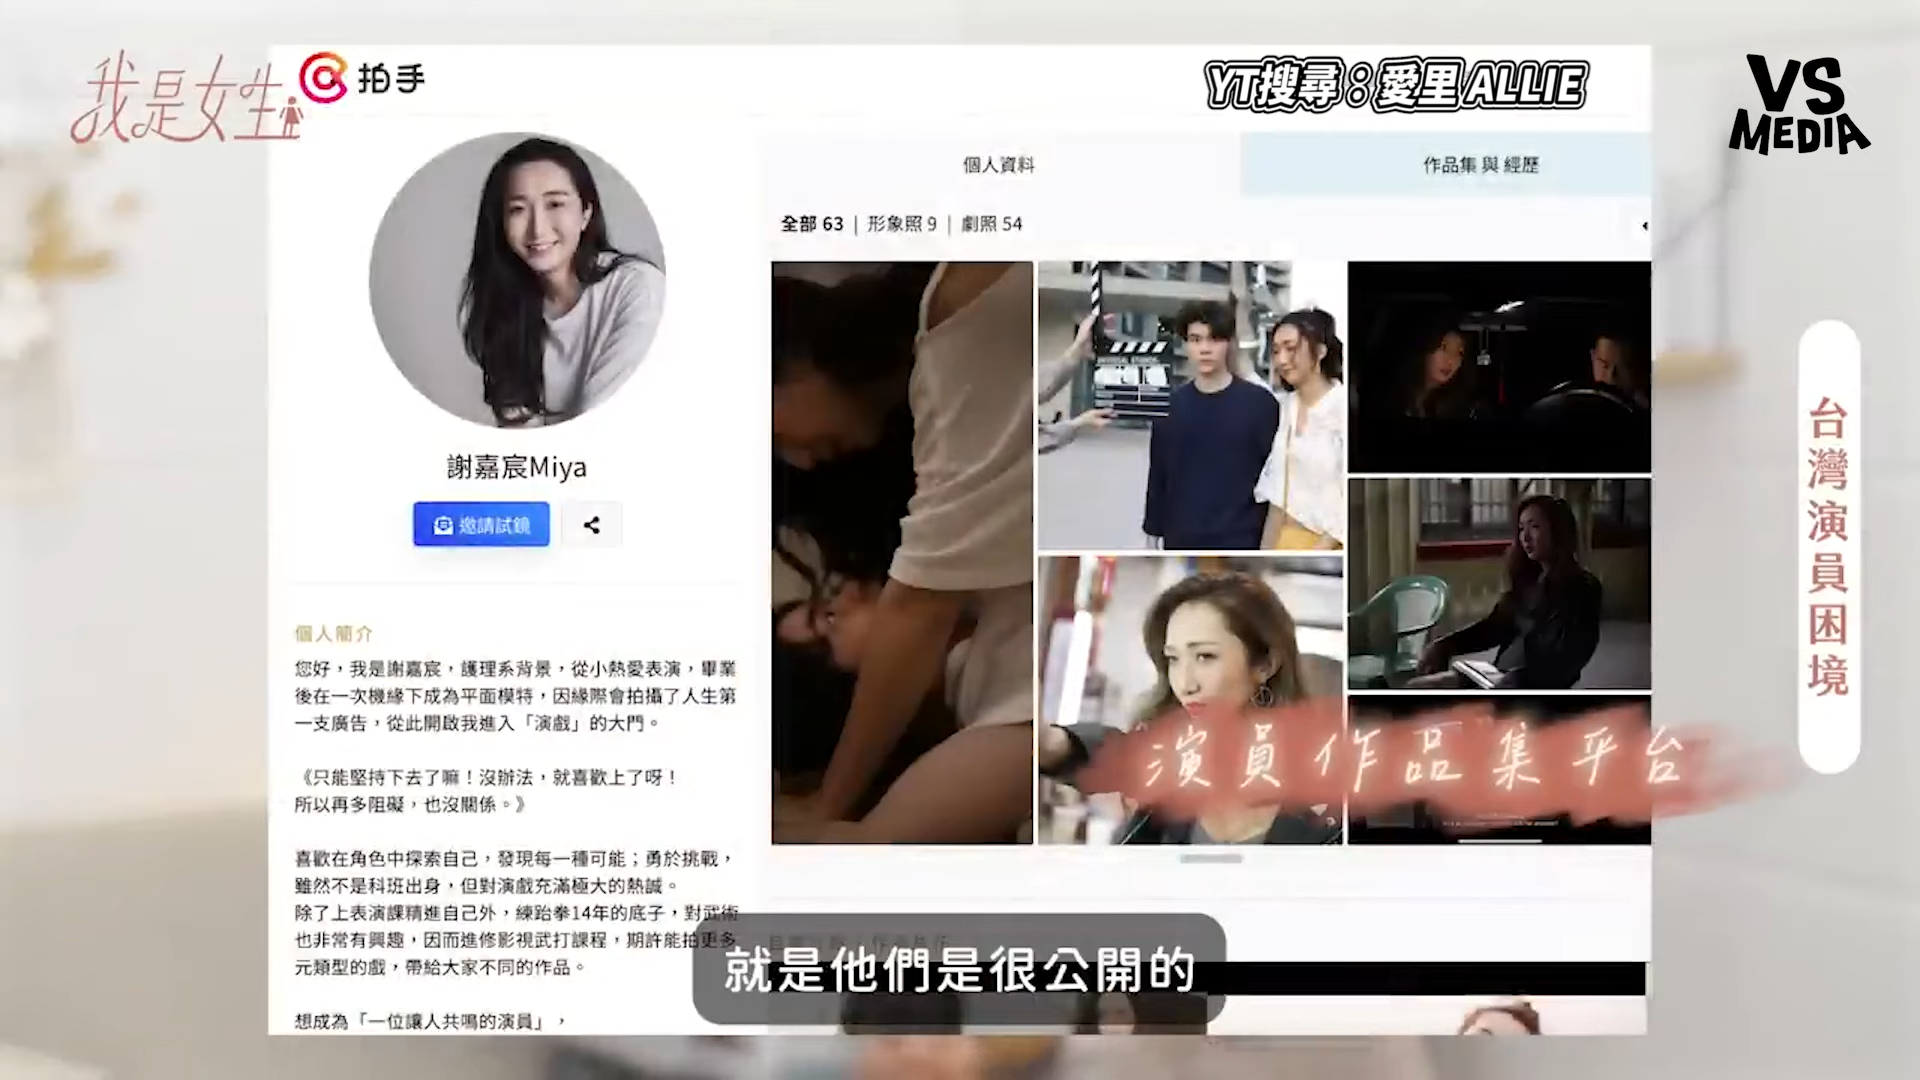 我是女生
拍手
YT搜尋：愛里 ALLIE
VS
MEDIA
個人資料
作品集 與 經歷
全部 63 | 形象照 9 | 劇照 54
謝嘉宸Miya
邀請試鏡
個人簡介
您好，我是謝嘉宸，護理系背景，從小熱愛表演，畢業
後在一次機緣下成為平面模特，因緣際會拍攝了人生第
一支廣告，從此開啟我進入「演戲」的大門。
《只能堅持下去了嘛！沒辦法，就喜歡上了呀！
所以再多阻礙，也沒關係。》
喜歡在角色中探索自己，發現每一種可能；勇於挑戰，
雖然不是科班出身，但對演戲充滿極大的熱誠。
除了上表演課精進自己外，練跆拳14年的底子，對武術
也非常有興趣，因而進修影視武打課程，期許能拍更多
元類型的戲，帶給大家不同的作品。
想成為「一位讓人共鳴的演員」，
演員作品集平台
台灣演員困境
就是他們是很公開的